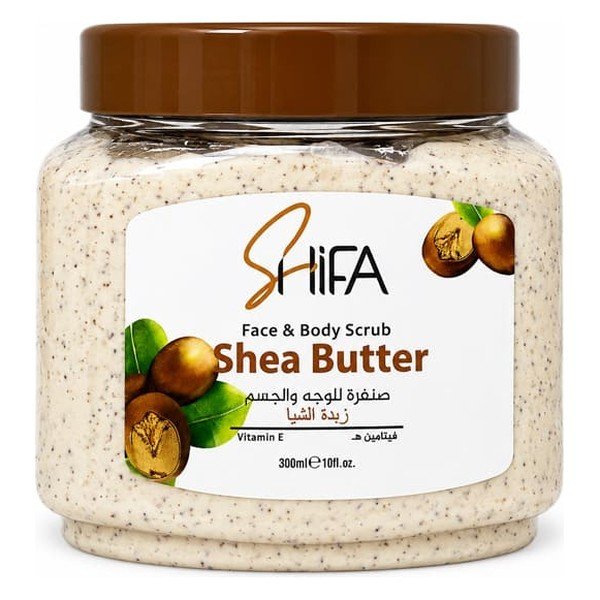 SHiFA
Face & Body Scrub
Shea Butter
صنفرة للوجه والجسم
زبدة الشيا
Vitamin E فيتامين هـ
300ml℮10fl.oz.